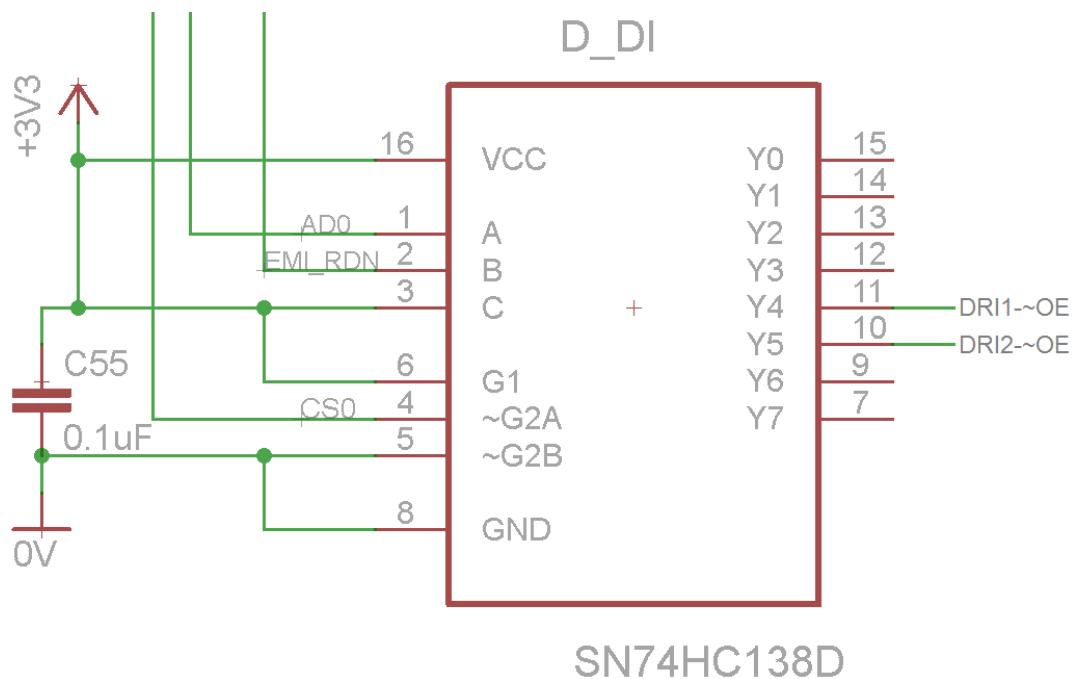 D_DI
+3V3
16 VCC Y0 15
Y1 14
AD0 1 A Y2 13
EMI_RDN 2 B Y3 12
3 C Y4 11 DRI1-~OE
Y5 10 DRI2-~OE
C55
6 G1 Y6 9
CS0 4 ~G2A Y7 7
0.1uF
5 ~G2B
8 GND
0V
SN74HC138D